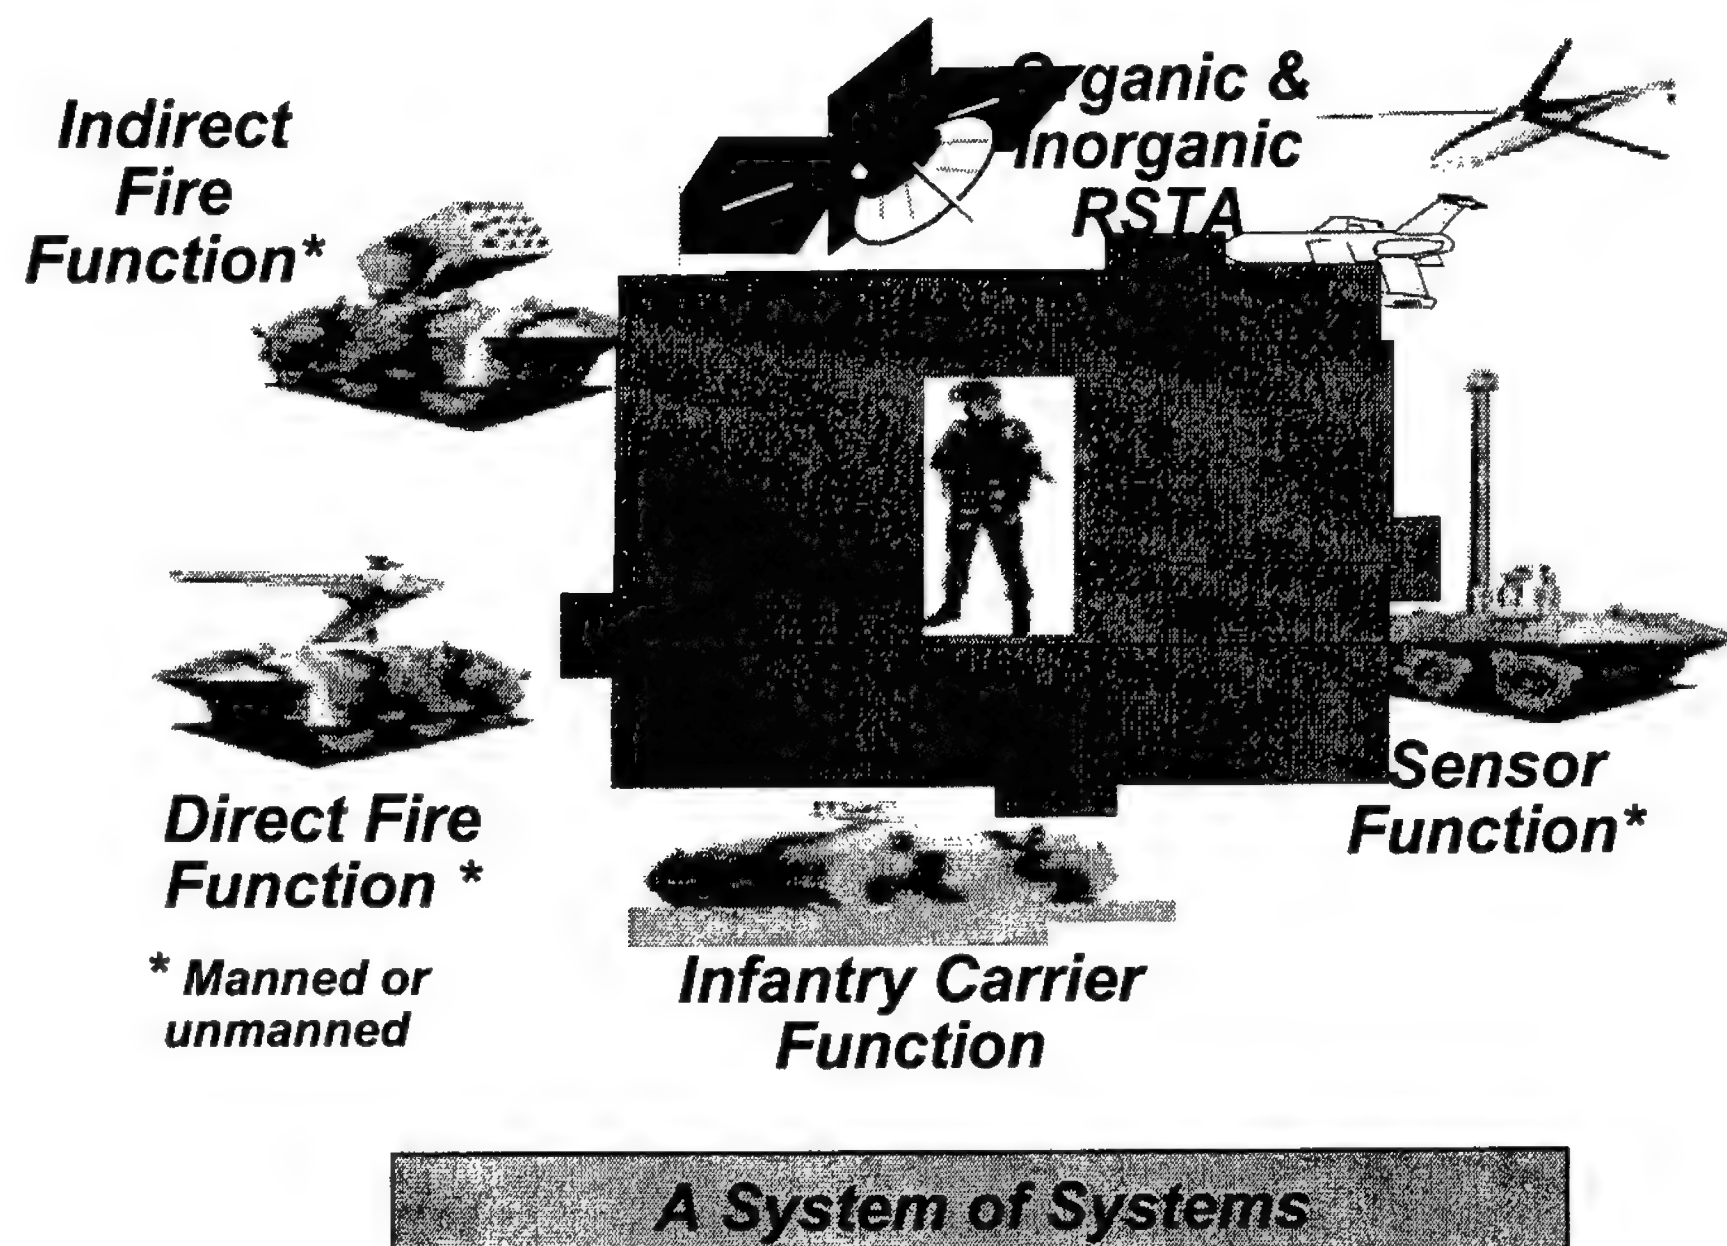 Indirect
Fire
Function*
Organic &
Inorganic
RSTA
Direct Fire
Function *
* Manned or
unmanned
Infantry Carrier
Function
Sensor
Function*
A System of Systems